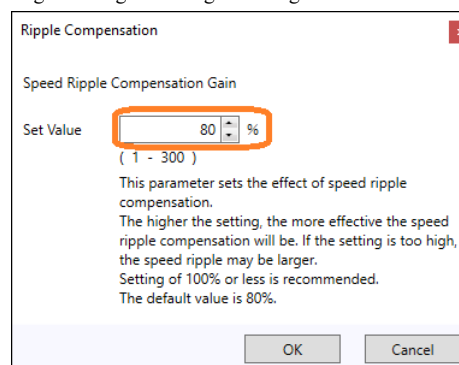 Ripple Compensation
Speed Ripple Compensation Gain
Set Value 80 %
( 1 - 300 )
This parameter sets the effect of speed ripple
compensation.
The higher the setting, the more effective the speed
ripple compensation will be. If the setting is too high,
the speed ripple may be larger.
Setting of 100% or less is recommended.
The default value is 80%.
OK Cancel